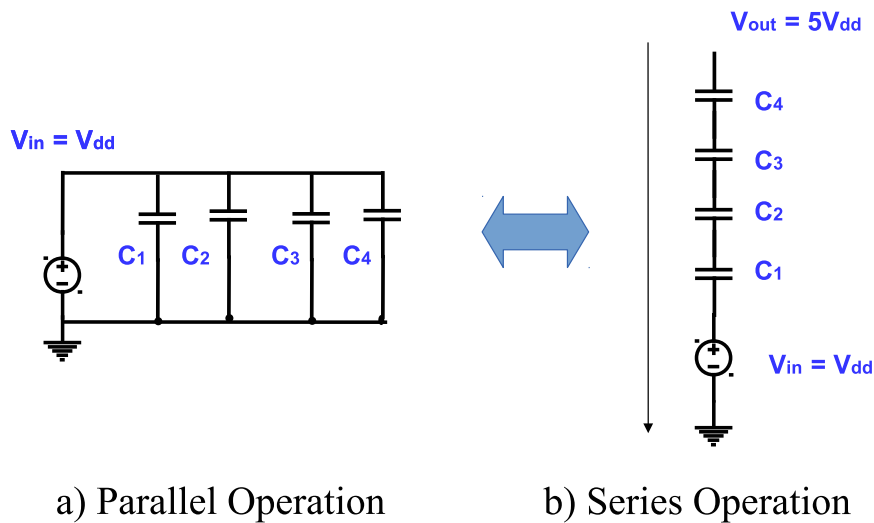 Vin = Vdd
C1 C2 C3 C4
a) Parallel Operation
Vout = 5Vdd
C4
C3
C2
C1
Vin = Vdd
b) Series Operation